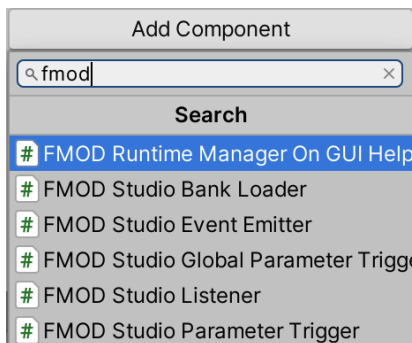 Add Component
fmod
Search
# FMOD Runtime Manager On GUI Help
# FMOD Studio Bank Loader
# FMOD Studio Event Emitter
# FMOD Studio Global Parameter Trigge
# FMOD Studio Listener
# FMOD Studio Parameter Trigger